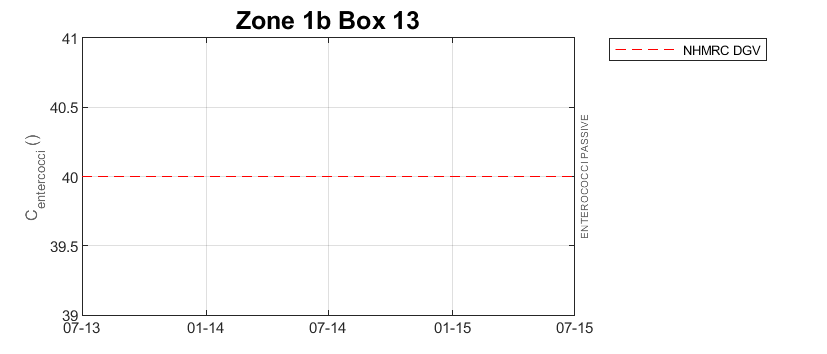 Zone 1b Box 13
41
40.5
40
39.5
39
C entercocci ()
07-13
01-14
07-14
01-15
07-15
ENTEROCOCCI PASSIVE
NHMRC DGV